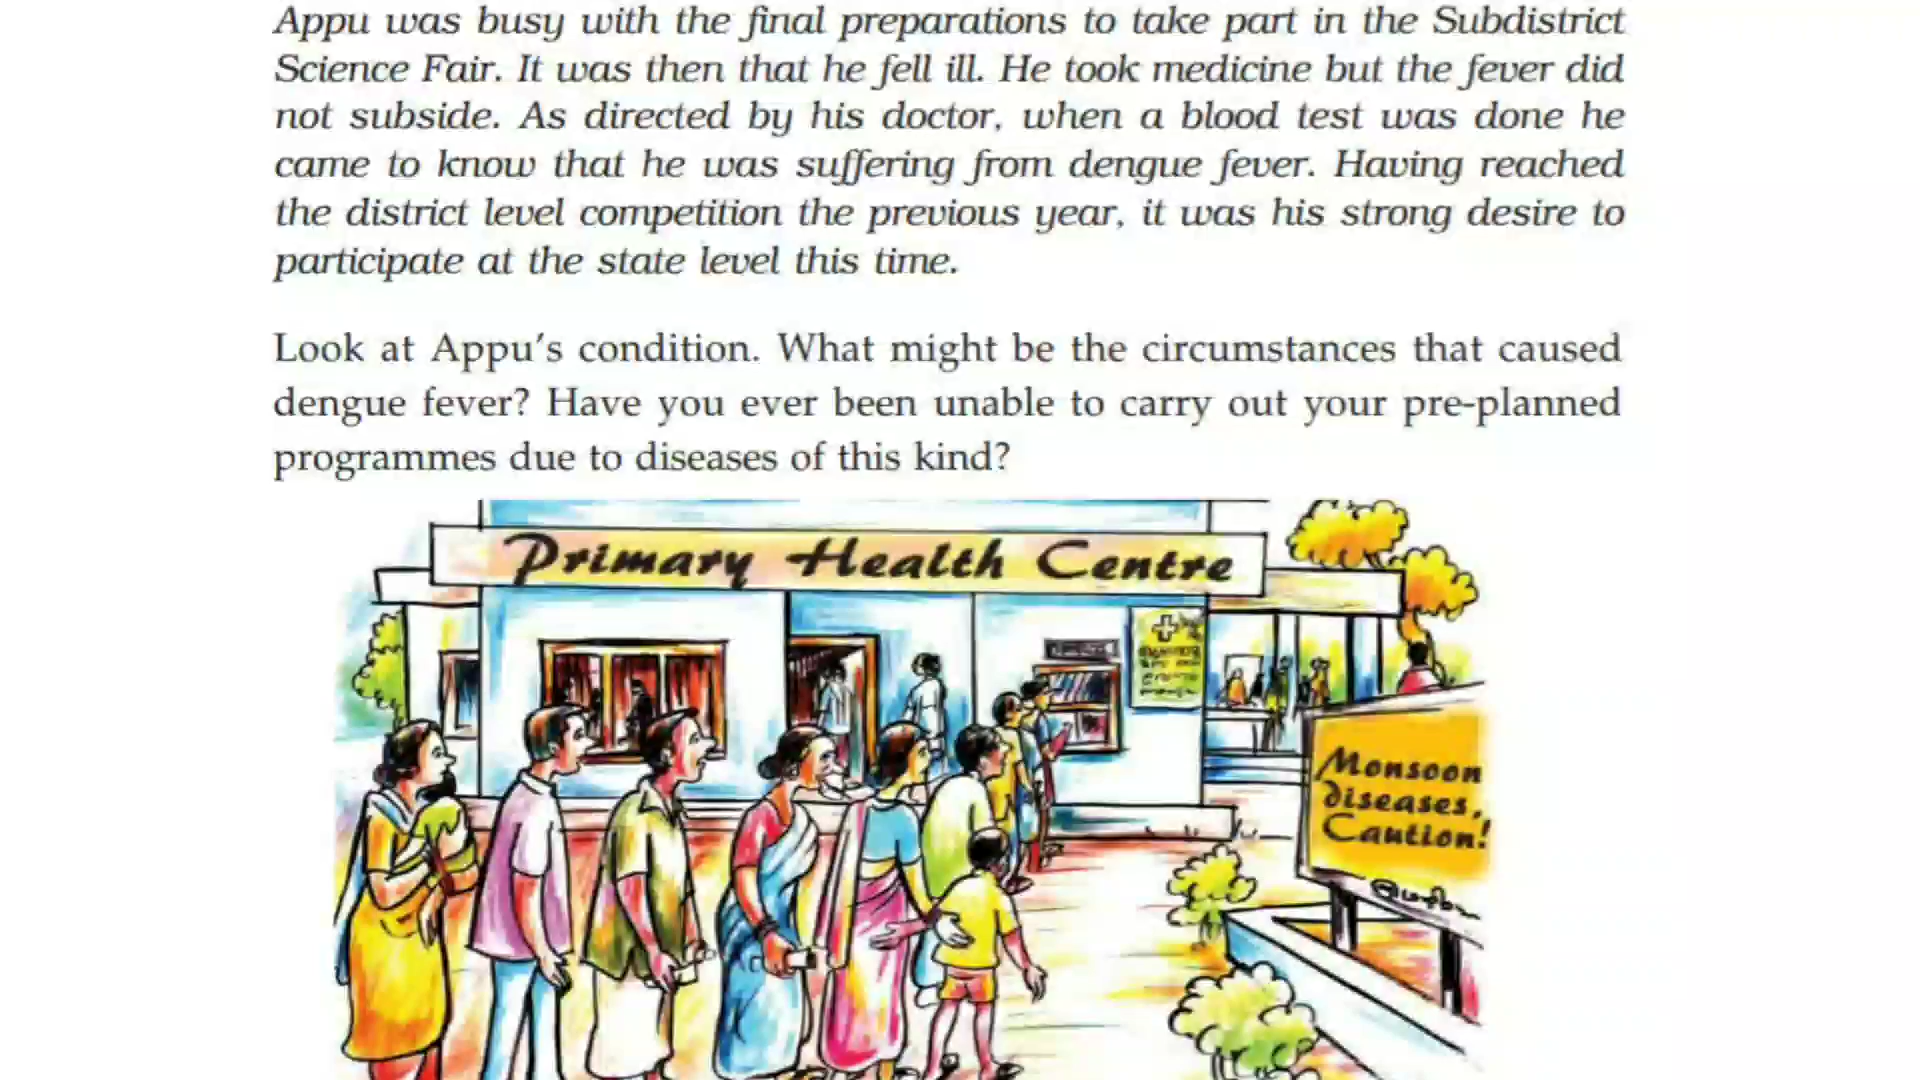 Appu was busy with the final preparations to take part in the Subdistrict
Science Fair. It was then that he fell ill. He took medicine but the fever did
not subside. As directed by his doctor, when a blood test was done he
came to know that he was suffering from dengue fever. Having reached
the district level competition the previous year, it was his strong desire to
participate at the state level this time.
Look at Appu's condition. What might be the circumstances that caused
dengue fever? Have you ever been unable to carry out your pre-planned
programmes due to diseases of this kind?
Primary Health Centre
Monsoon
diseases,
Caution!